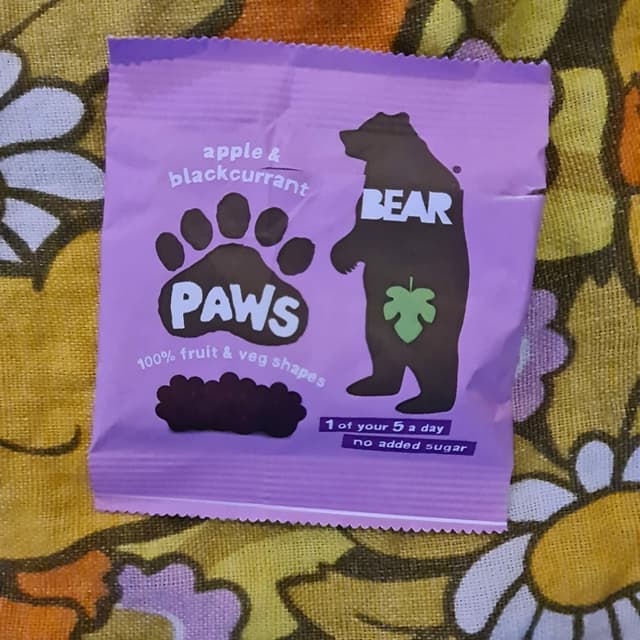 apple &
blackcurrant
PAWS
100% fruit & veg shapes
BEAR
1 of your 5 a day
no added sugar